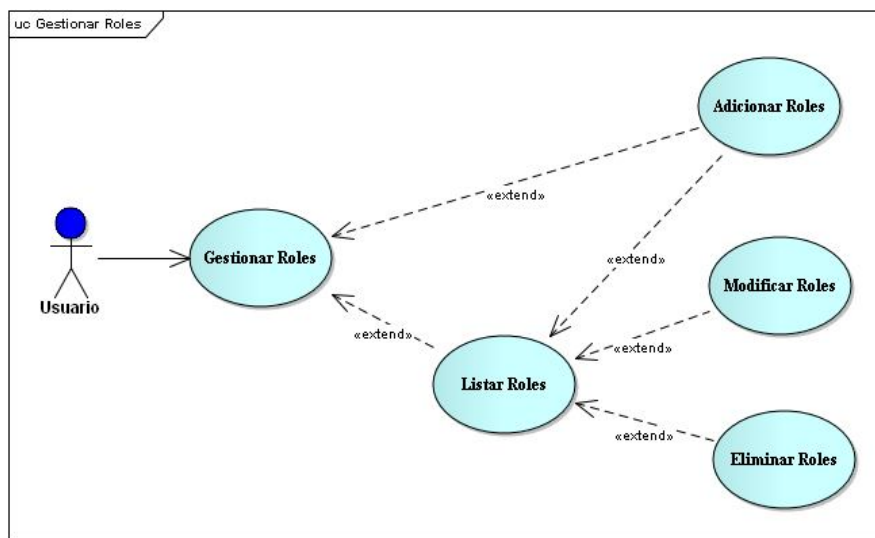 uc Gestionar Roles
Adicionar Roles
«extend»
Gestionar Roles
«extend»
Modificar Roles
Usuario
«extend»
«extend»
Listar Roles
«extend»
Eliminar Roles